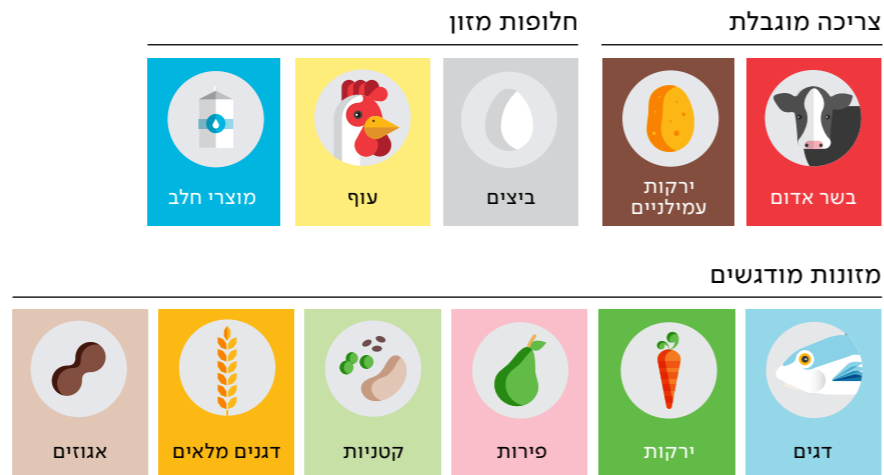 צריכה מוגבלת
בשר אדום
ירקות
עמילניים
חלופות מזון
ביצים
עוף
מוצרי חלב
מזונות מודגשים
דגים
ירקות
פירות
קטניות
דגנים מלאים
אגוזים